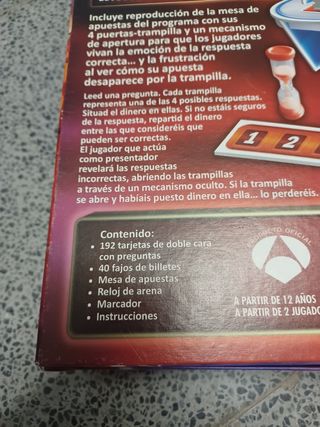 Incluye reproducción de la mesa de
apuestas del programa con sus
4 puertas-trampilla y un mecanismo
de apertura para que los jugadores
vivan la emoción de la respuesta
correcta... y la frustración
al ver cómo su apuesta
desaparece por la trampilla.
Leed una pregunta. Cada trampilla
representa una de las 4 posibles respuestas.
Situad el dinero en ellas. Si no estáis seguros
de la respuesta, repartid el dinero
entre las que consideréis que
pueden ser correctas.
El jugador que actúa
como presentador
revelará las respuestas
incorrectas, abriendo las trampillas
a través de un mecanismo oculto. Si la trampilla
se abre y habíais puesto dinero en ella... lo perderéis.
1 2
Contenido:
• 192 tarjetas de doble cara
con preguntas
• 40 fajos de billetes
• Mesa de apuestas
• Reloj de arena
• Marcador
• Instrucciones
OFICIAL
A PARTIR DE 12 AÑOS
A PARTIR DE 2 JUGADO